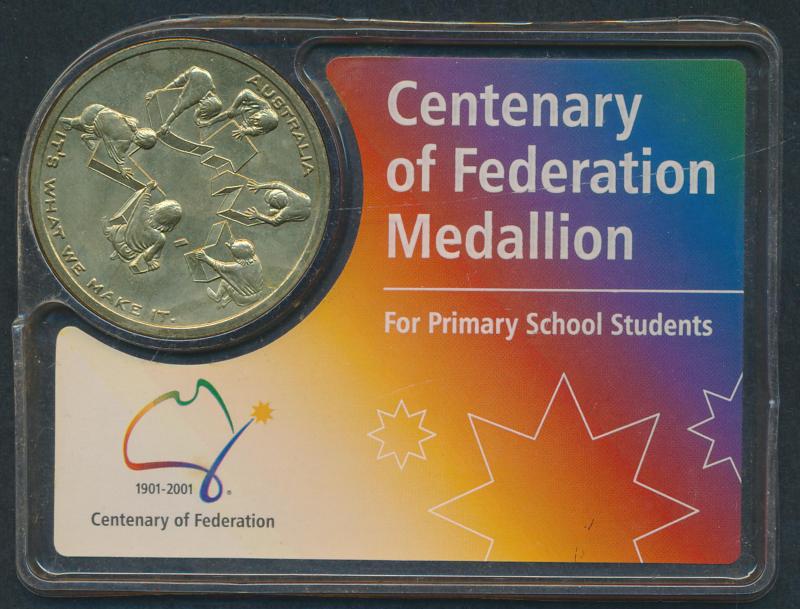 AUSTRALIA
IT'S WHAT WE MAKE IT.
Centenary
of Federation
Medallion
For Primary School Students
1901-2001 ®
Centenary of Federation